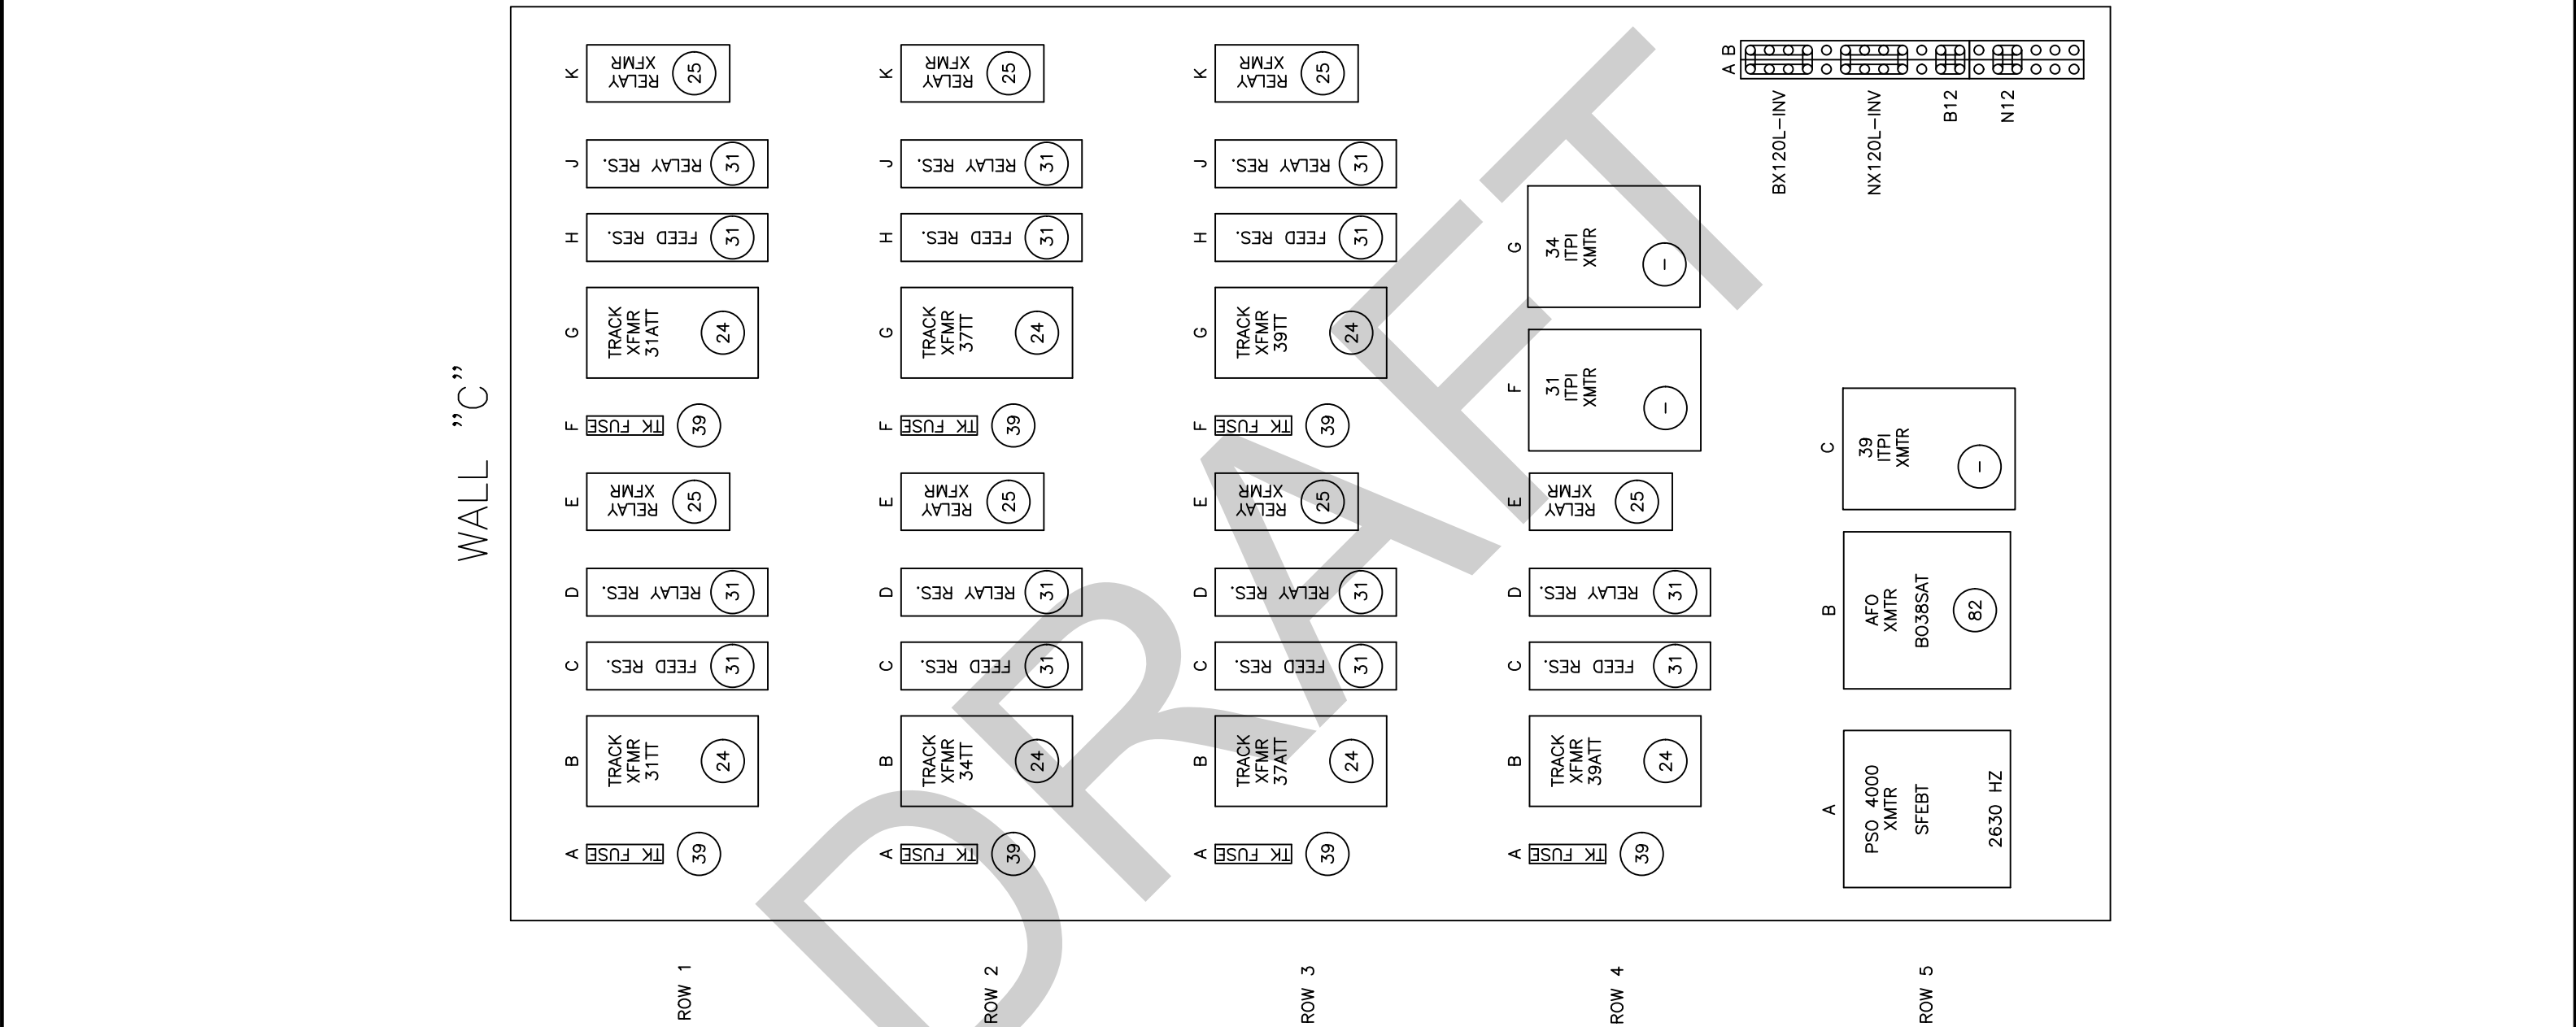 WALL "C"
ROW 1
A
TK FUSE
39
B
TRACK
XFMR
31TT
24
C
FEED RES.
31
D
RELAY RES.
31
E
RELAY
XFMR
25
F
TK FUSE
39
G
TRACK
XFMR
31ATT
24
H
FEED RES.
31
J
RELAY RES.
31
K
RELAY
XFMR
25
ROW 2
A
TK FUSE
39
B
TRACK
XFMR
34TT
24
C
FEED RES.
31
D
RELAY RES.
31
E
RELAY
XFMR
25
F
TK FUSE
39
G
TRACK
XFMR
37TT
24
H
FEED RES.
31
J
RELAY RES.
31
K
RELAY
XFMR
25
ROW 3
A
TK FUSE
39
B
TRACK
XFMR
37ATT
24
C
FEED RES.
31
D
RELAY RES.
31
E
RELAY
XFMR
25
F
TK FUSE
39
G
TRACK
XFMR
39TT
24
H
FEED RES.
31
J
RELAY RES.
31
K
RELAY
XFMR
25
ROW 4
A
TK FUSE
39
B
TRACK
XFMR
39ATT
24
C
FEED RES.
31
D
RELAY RES.
31
E
RELAY
XFMR
25
F
31
ITPI
XMTR
-
G
34
ITPI
XMTR
-
ROW 5
A
PSO 4000
XMTR
SFEBT
2630 HZ
B
AFO
XMTR
BO38SAT
82
C
39
ITPI
XMTR
-
A B
BX120L-INV
NX120L-INV
B12
N12
DRAFT